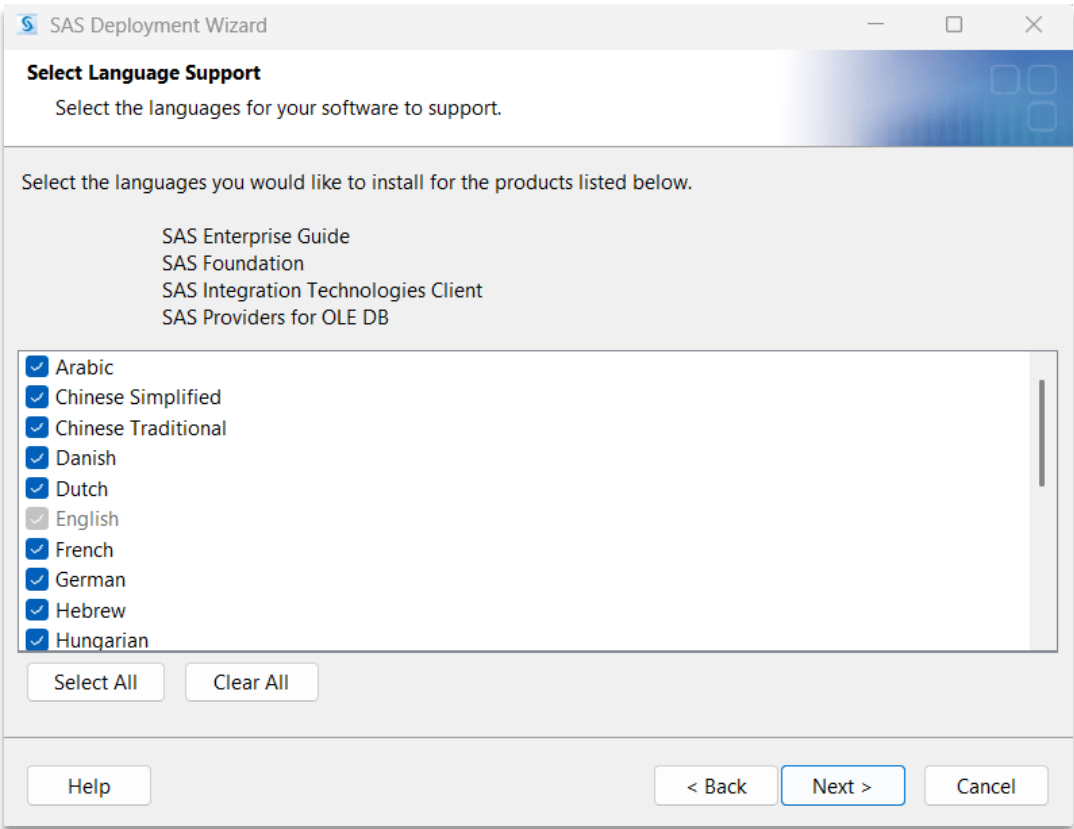 SAS Deployment Wizard
Select Language Support
Select the languages for your software to support.
Select the languages you would like to install for the products listed below.
SAS Enterprise Guide
SAS Foundation
SAS Integration Technologies Client
SAS Providers for OLE DB
Arabic
Chinese Simplified
Chinese Traditional
Danish
Dutch
English
French
German
Hebrew
Hungarian
Select All Clear All
Help < Back Next > Cancel